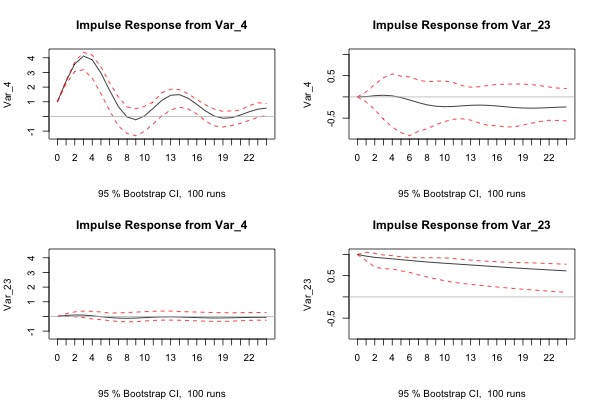 Impulse Response from Var_4
Var_4
4
3
2
1
-1
0 2 4 6 8 10 13 16 19 22
95 % Bootstrap CI, 100 runs
Impulse Response from Var_23
Var_4
0.5
-0.5
0 2 4 6 8 10 13 16 19 22
95 % Bootstrap CI, 100 runs
Impulse Response from Var_4
Var_23
4
3
2
1
-1
0 2 4 6 8 10 13 16 19 22
95 % Bootstrap CI, 100 runs
Impulse Response from Var_23
Var_23
0.5
-0.5
0 2 4 6 8 10 13 16 19 22
95 % Bootstrap CI, 100 runs